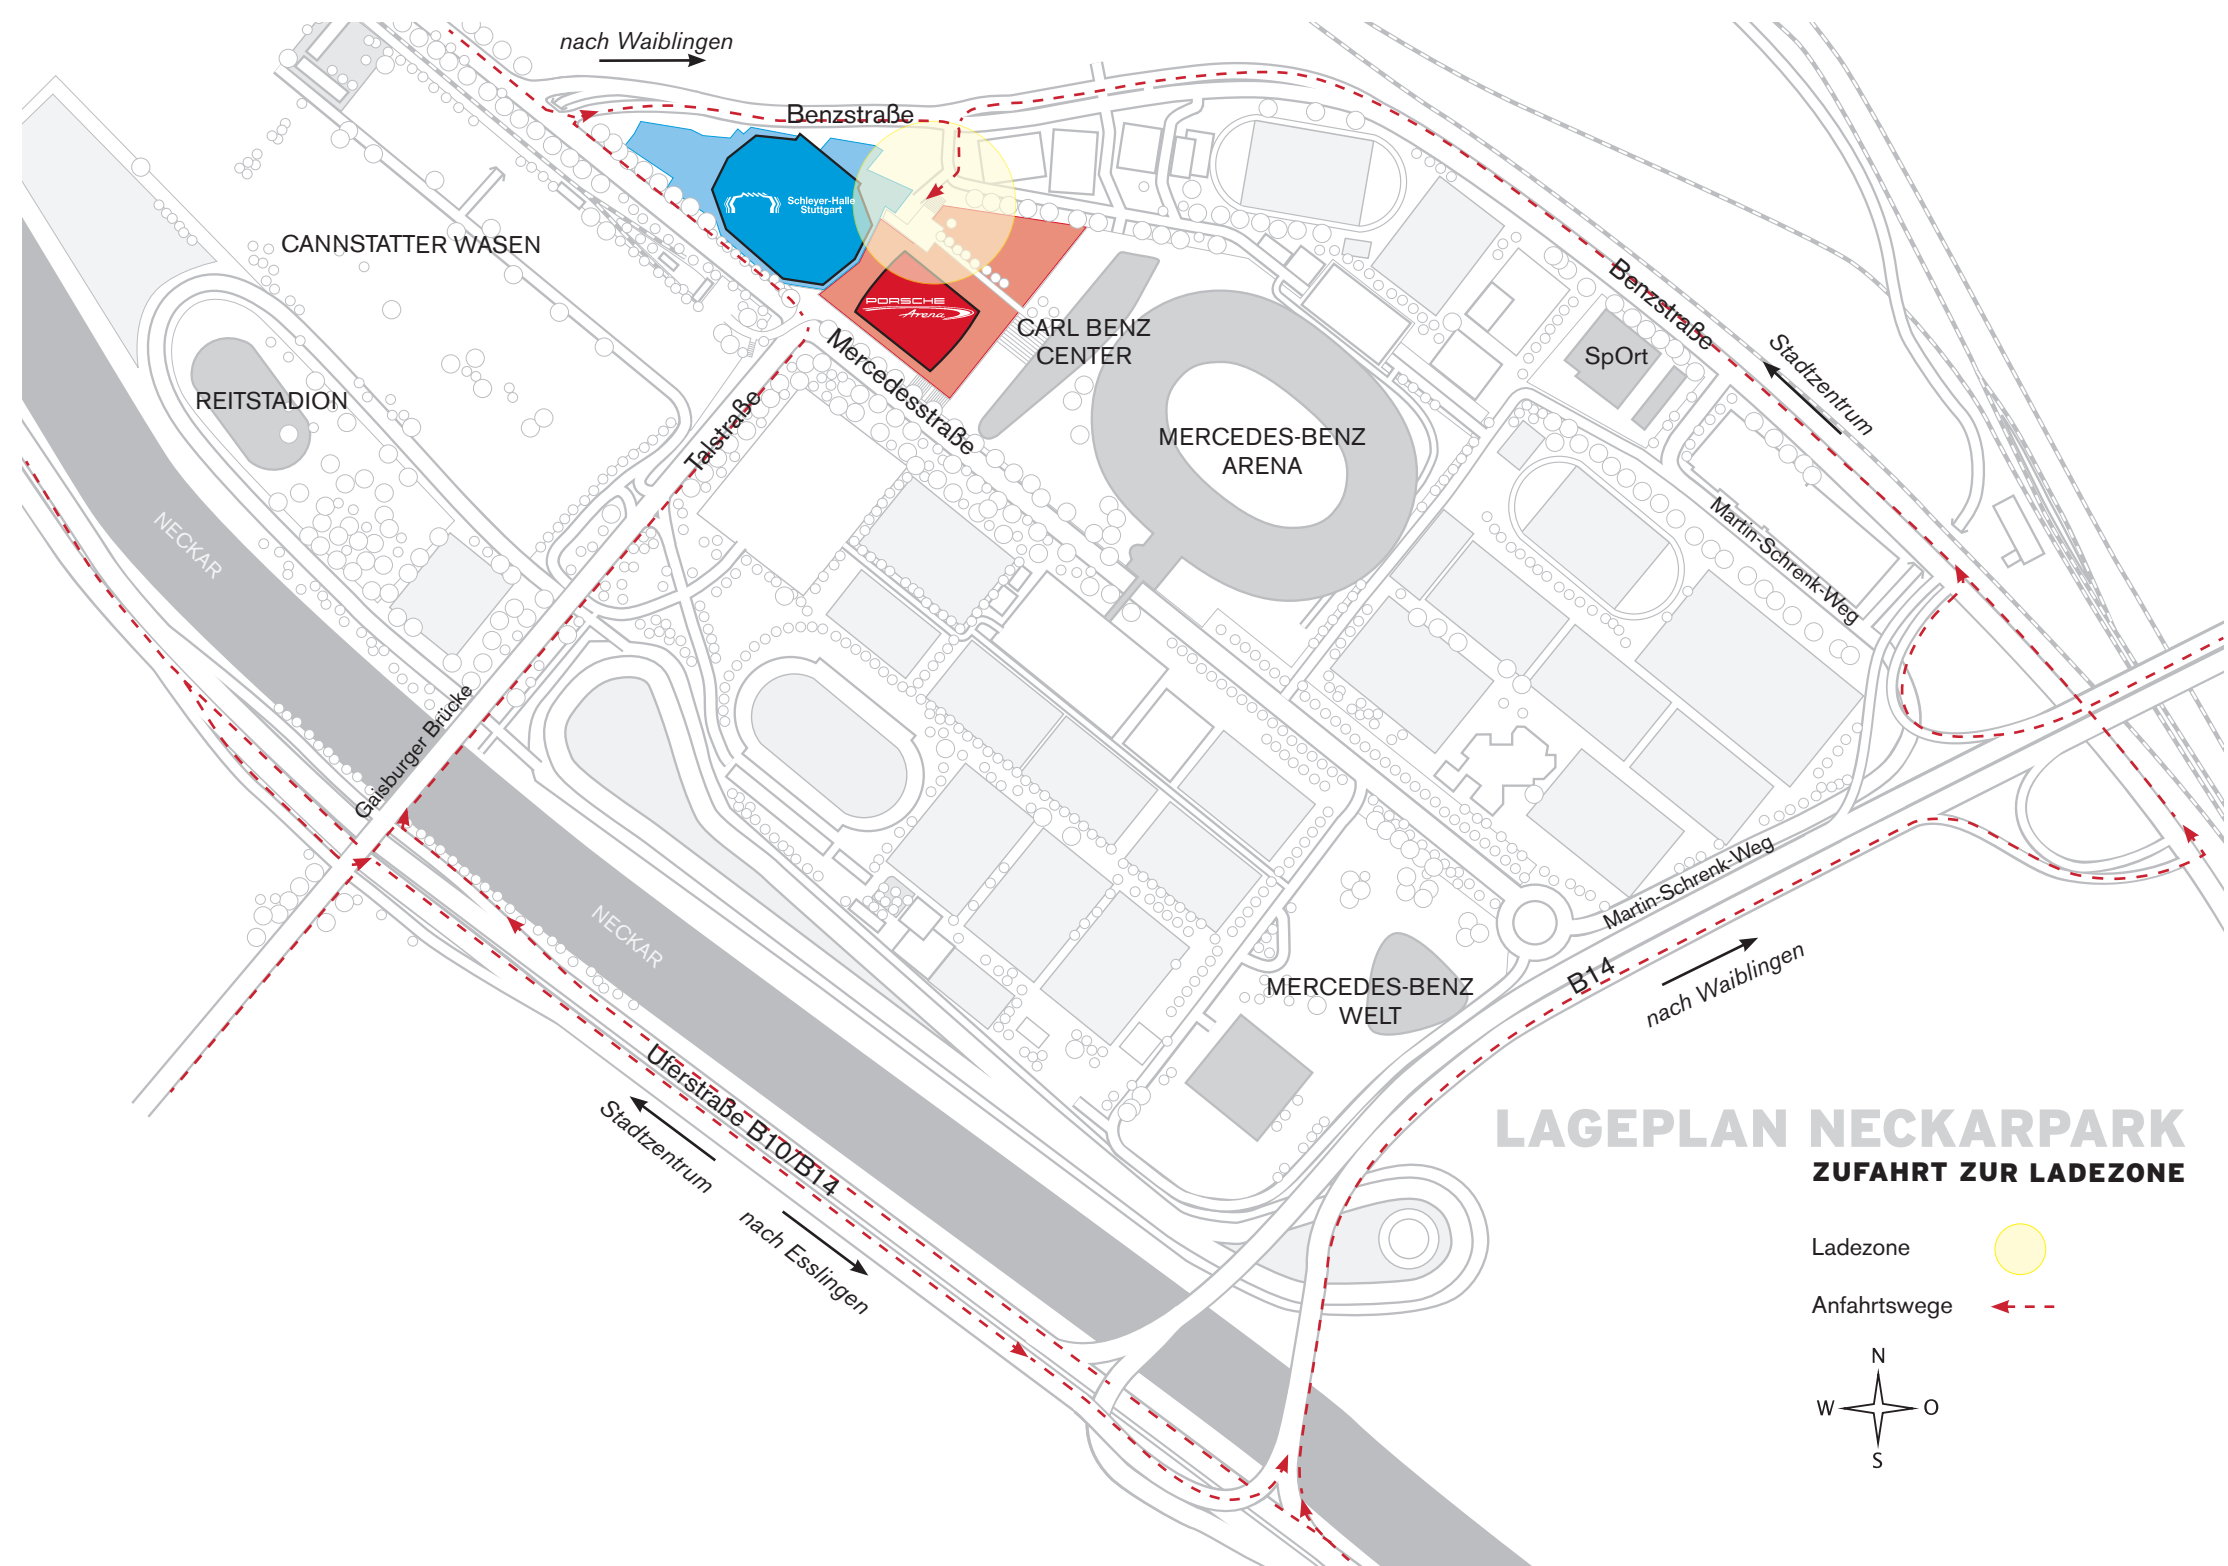 nach Waiblingen
Benzstraße
Schleyer-Halle
Stuttgart
CANNSTATTER WASEN
PORSCHE
Arena
CARL BENZ
CENTER
Benzstraße
Stadtzentrum
SpOrt
REITSTADION
Mercedesstraße
Talstraße
MERCEDES-BENZ
ARENA
NECKAR
Martin-Schrenk-Weg
Gaisburger Brücke
Martin-Schrenk-Weg
NECKAR
B14
nach Waiblingen
MERCEDES-BENZ
WELT
Uferstraße B10/B14
Stadtzentrum
nach Esslingen
LAGEPLAN NECKARPARK
ZUFAHRT ZUR LADEZONE
Ladezone
Anfahrtswege
N
W
O
S